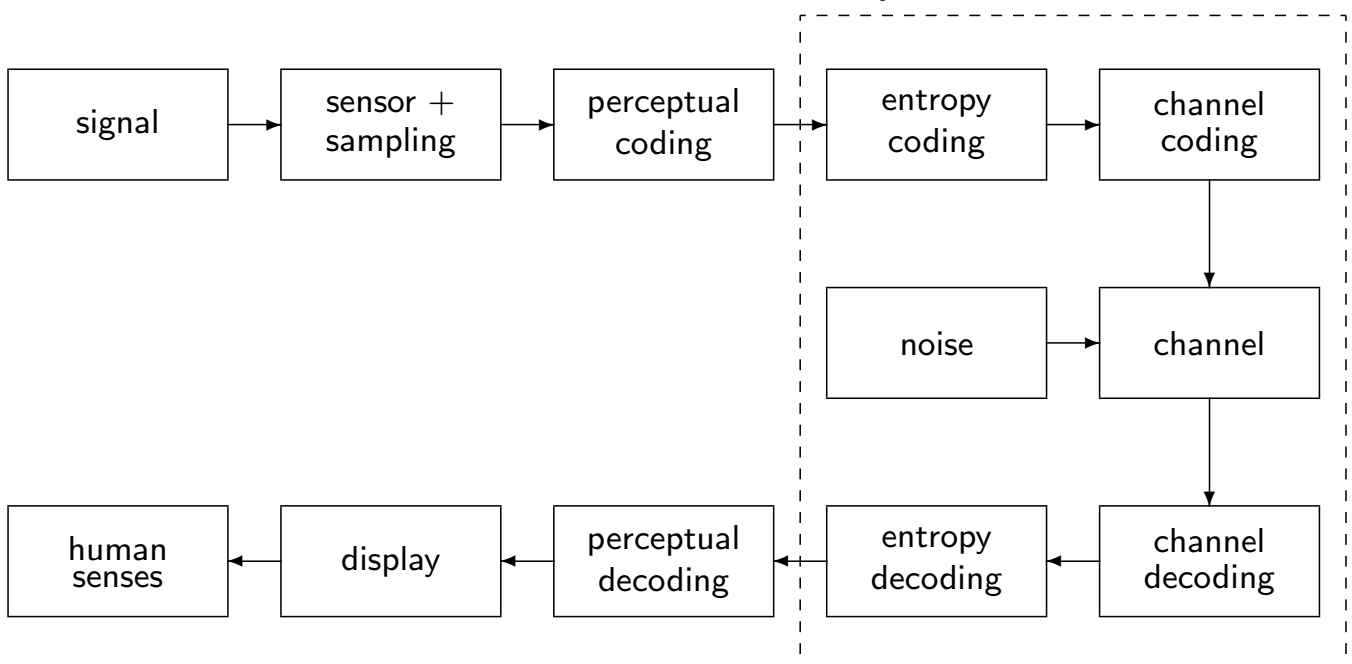 signal
sensor +
sampling
perceptual
coding
entropy
coding
channel
coding
noise
channel
human
senses
display
perceptual
decoding
entropy
decoding
channel
decoding